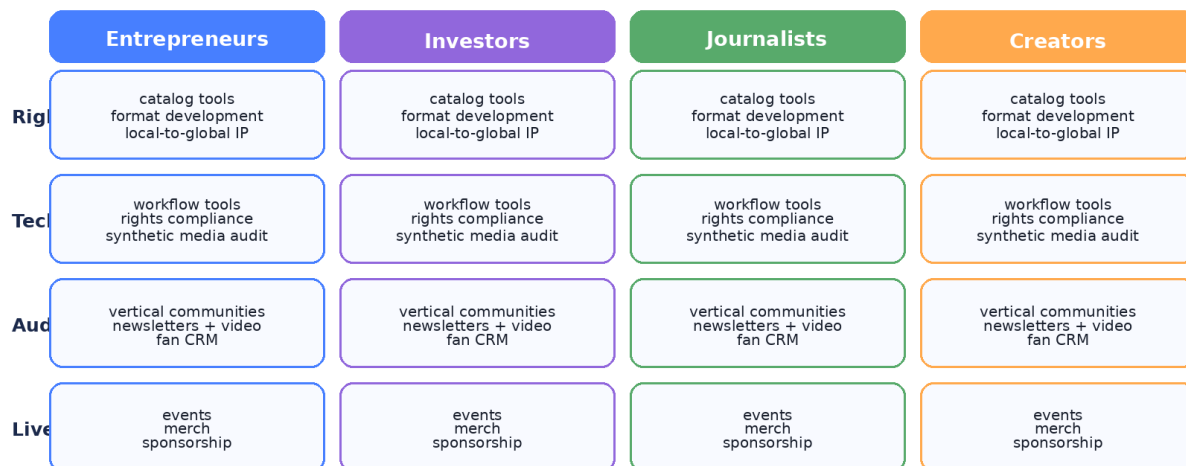 Entrepreneurs Investors Journalists Creators
catalog tools catalog tools catalog tools catalog tools
format development format development format development format development
local-to-global IP local-to-global IP local-to-global IP local-to-global IP
workflow tools workflow tools workflow tools workflow tools
rights compliance rights compliance rights compliance rights compliance
synthetic media audit synthetic media audit synthetic media audit synthetic media audit
vertical communities vertical communities vertical communities vertical communities
newsletters + video newsletters + video newsletters + video newsletters + video
fan CRM fan CRM fan CRM fan CRM
events events events events
Live merch merch merch merch
sponsorship sponsorship sponsorship sponsorship